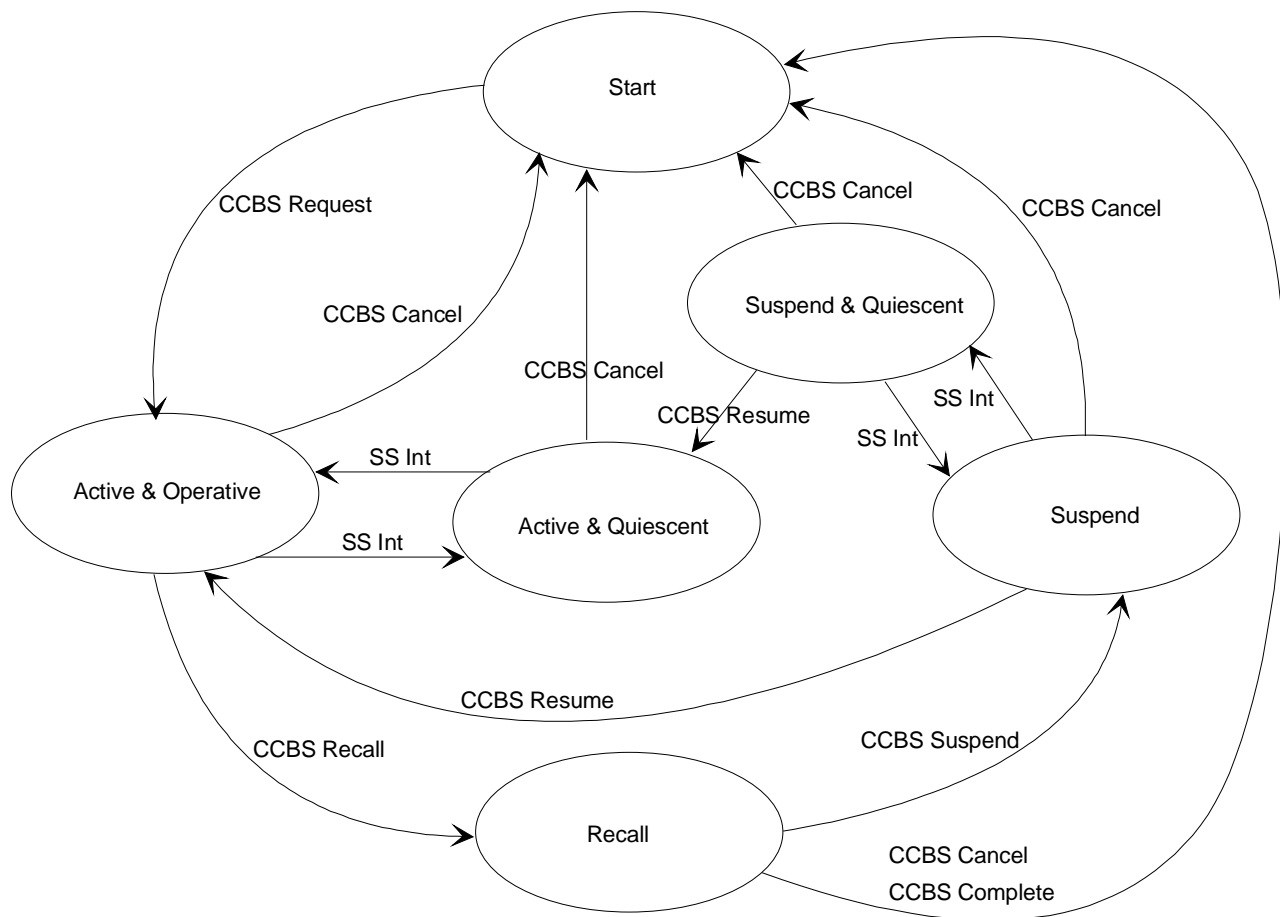 Start
CCBS Cancel
CCBS Request
CCBS Cancel
Suspend & Quiescent
CCBS Cancel
CCBS Cancel
SS Int
CCBS Resume
SS Int
SS Int
Active & Operative
Active & Quiescent
Suspend
SS Int
CCBS Resume
CCBS Suspend
CCBS Recall
Recall
CCBS Cancel
CCBS Complete